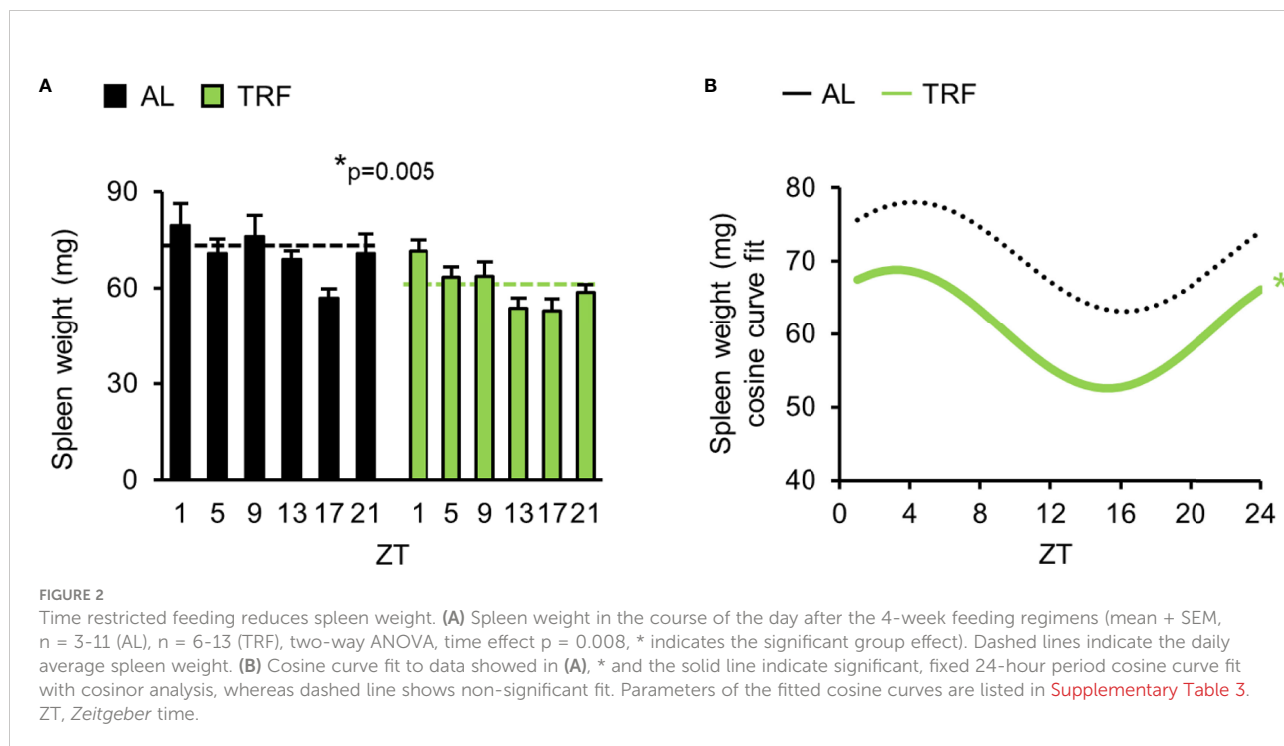 A
AL TRF
*p=0.005
Spleen weight (mg)
90
60
30
0
1 5 9 13 17 21 1 5 9 13 17 21
ZT
B
AL TRF
Spleen weight (mg)
cosine curve fit
80
70
60
50
40
*
0 4 8 12 16 20 24
ZT
FIGURE 2
Time restricted feeding reduces spleen weight. (A) Spleen weight in the course of the day after the 4-week feeding regimens (mean + SEM,
n = 3-11 (AL), n = 6-13 (TRF), two-way ANOVA, time effect p = 0.008, * indicates the significant group effect). Dashed lines indicate the daily
average spleen weight. (B) Cosine curve fit to data showed in (A), * and the solid line indicate significant, fixed 24-hour period cosine curve fit
with cosinor analysis, whereas dashed line shows non-significant fit. Parameters of the fitted cosine curves are listed in Supplementary Table 3.
ZT, Zeitgeber time.